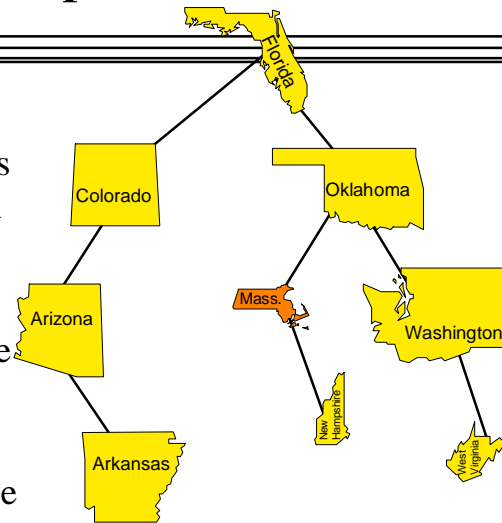 Florida
Colorado
Oklahoma
Mass.
Arizona
Washington
New
Hampshire
Arkansas
West
Virginia